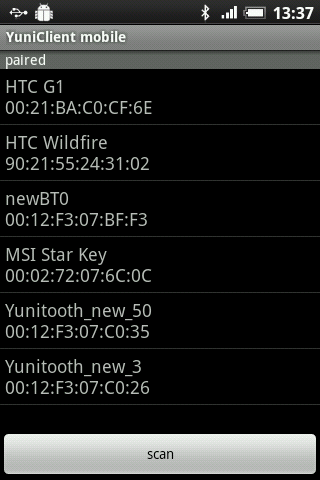 13:37
YuniClient mobile
paired
HTC G1
00:21:BA:C0:CF:6E
HTC Wildfire
90:21:55:24:31:02
newBT0
00:12:F3:07:BF:F3
MSI Star Key
00:02:72:07:6C:0C
Yunitooth_new_50
00:12:F3:07:C0:35
Yunitooth_new_3
00:12:F3:07:C0:26
scan